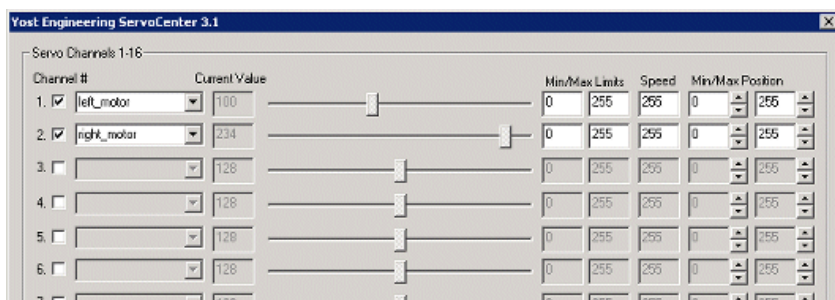 Yost Engineering ServoCenter 3.1
Servo Channels 1-16
Channel # Current Value Min/Max Limits Speed Min/Max Position
1. left_motor 100 0 255 255 0 255
2. right_motor 234 0 255 255 0 255
3. 128 0 255 255 0 255
4. 128 0 255 255 0 255
5. 128 0 255 255 0 255
6. 128 0 255 255 0 255